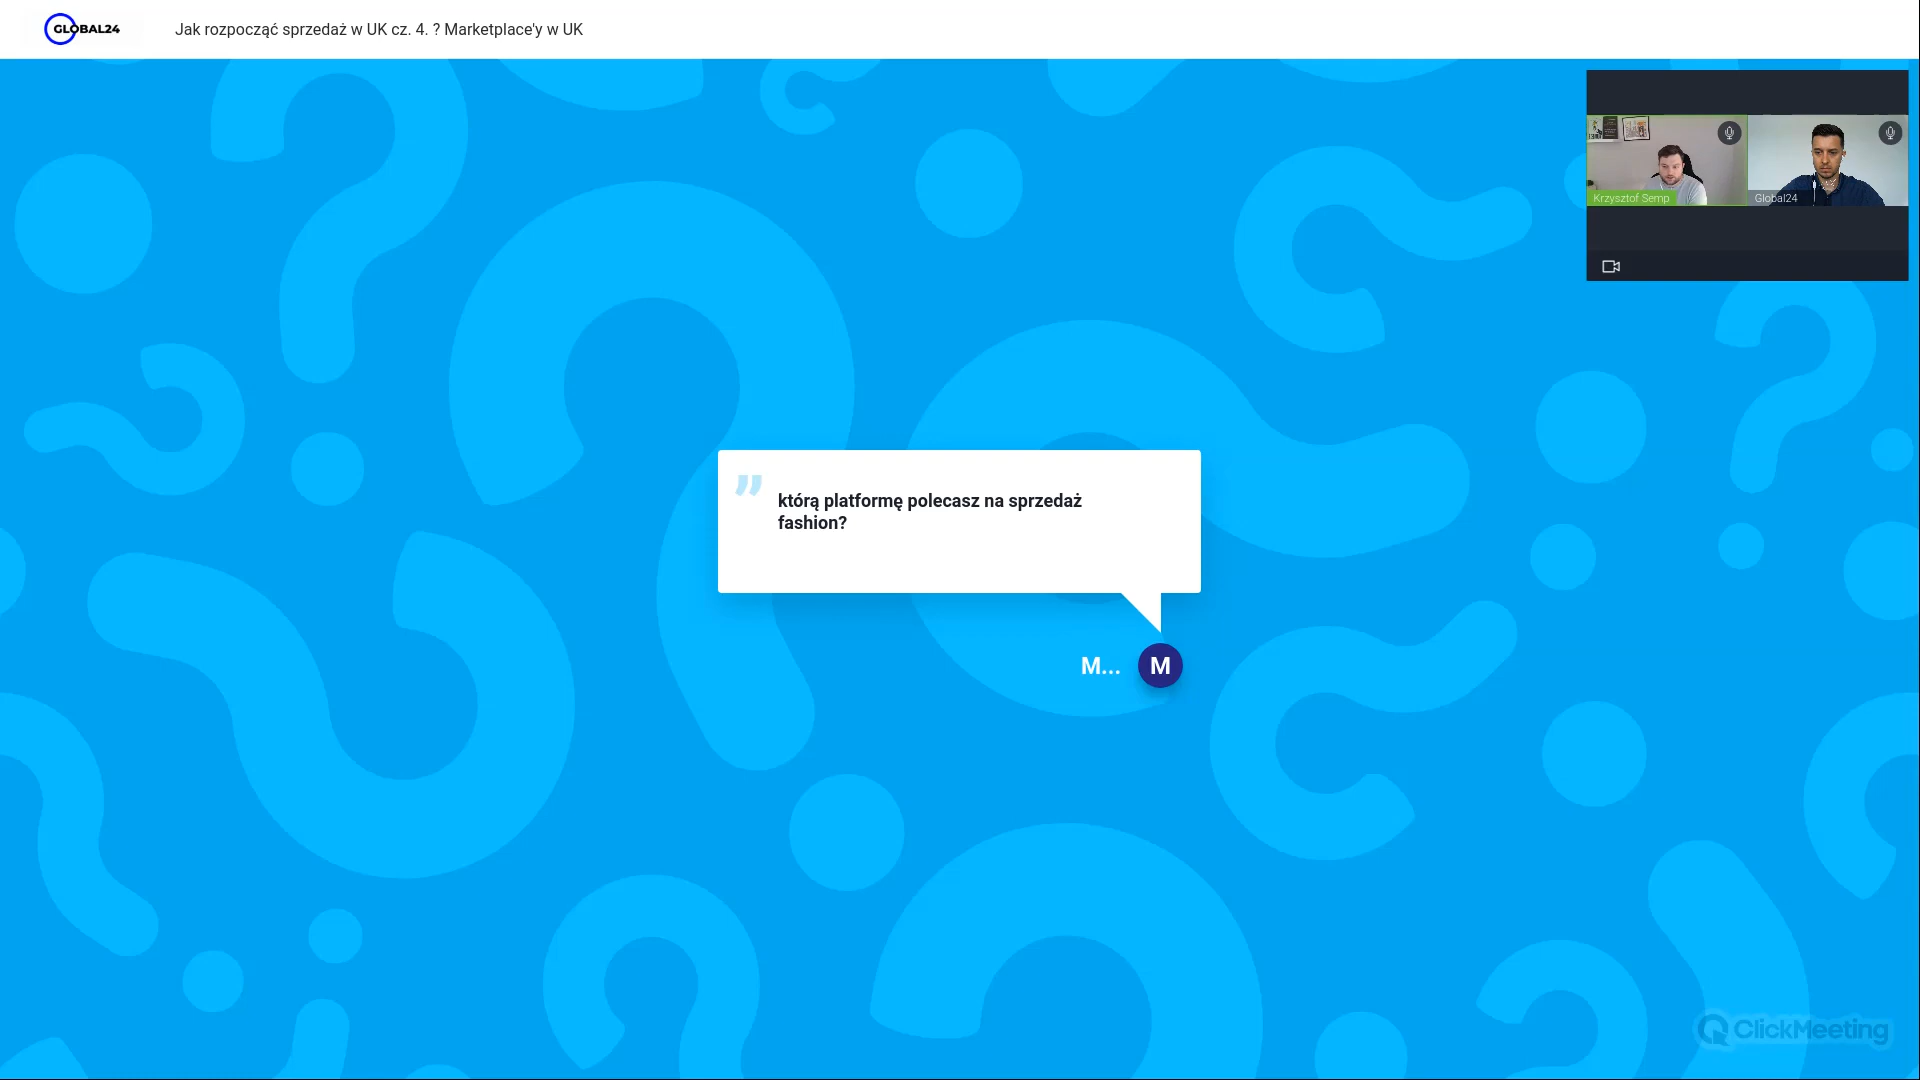 GLOBAL24
Jak rozpocząć sprzedaż w UK cz. 4. ? Marketplace'y w UK
Krzysztof Semp
Global24
którą platformę polecasz na sprzedaż
fashion?
M...
M
ClickMeeting